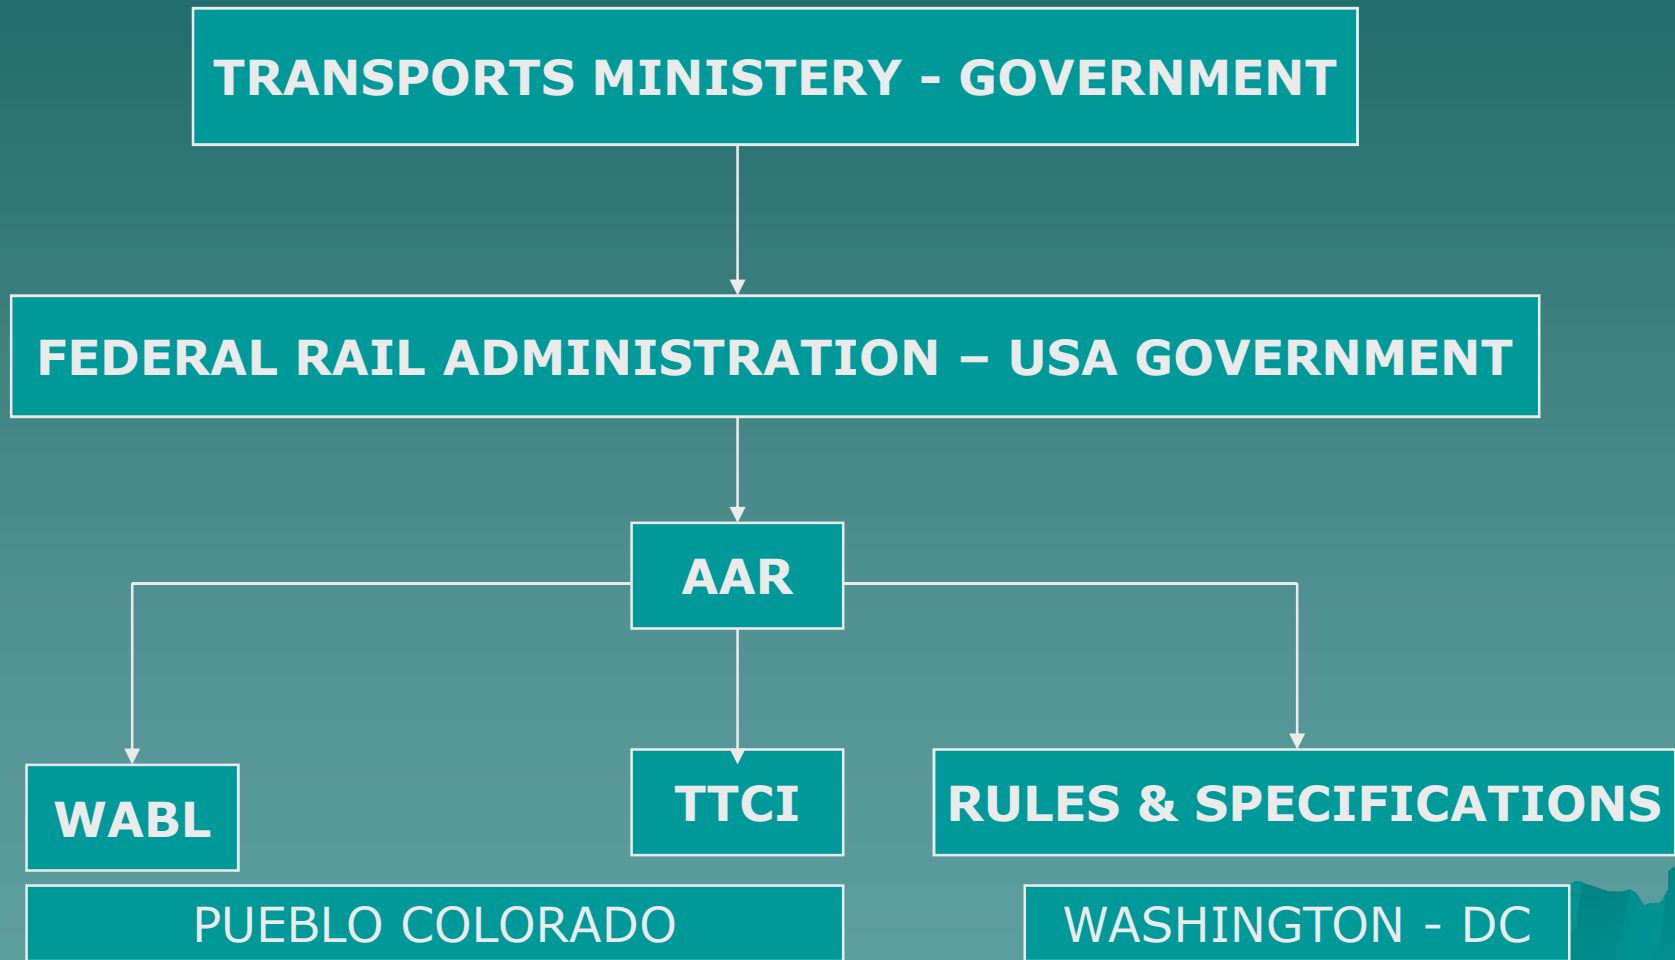 TRANSPORTS MINISTERY - GOVERNMENT
FEDERAL RAIL ADMINISTRATION – USA GOVERNMENT
AAR
WABL
TTCI
RULES & SPECIFICATIONS
PUEBLO COLORADO
WASHINGTON - DC